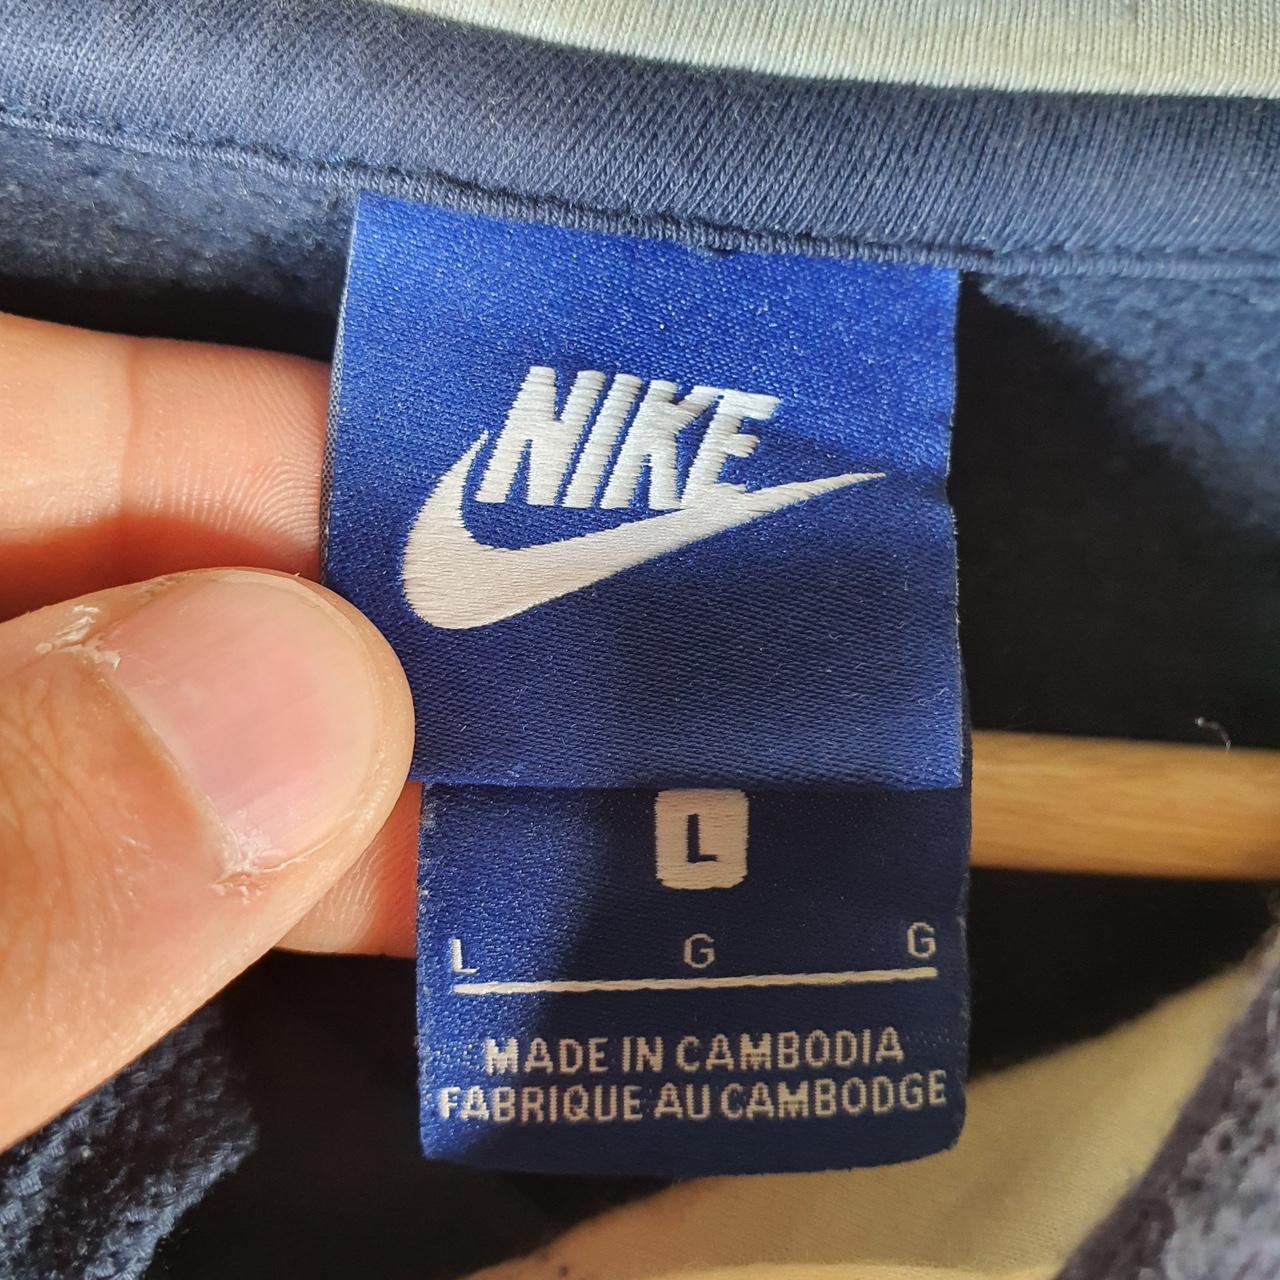 NIKE
L
L G G
MADE IN CAMBODIA
FABRIQUE AU CAMBODGE